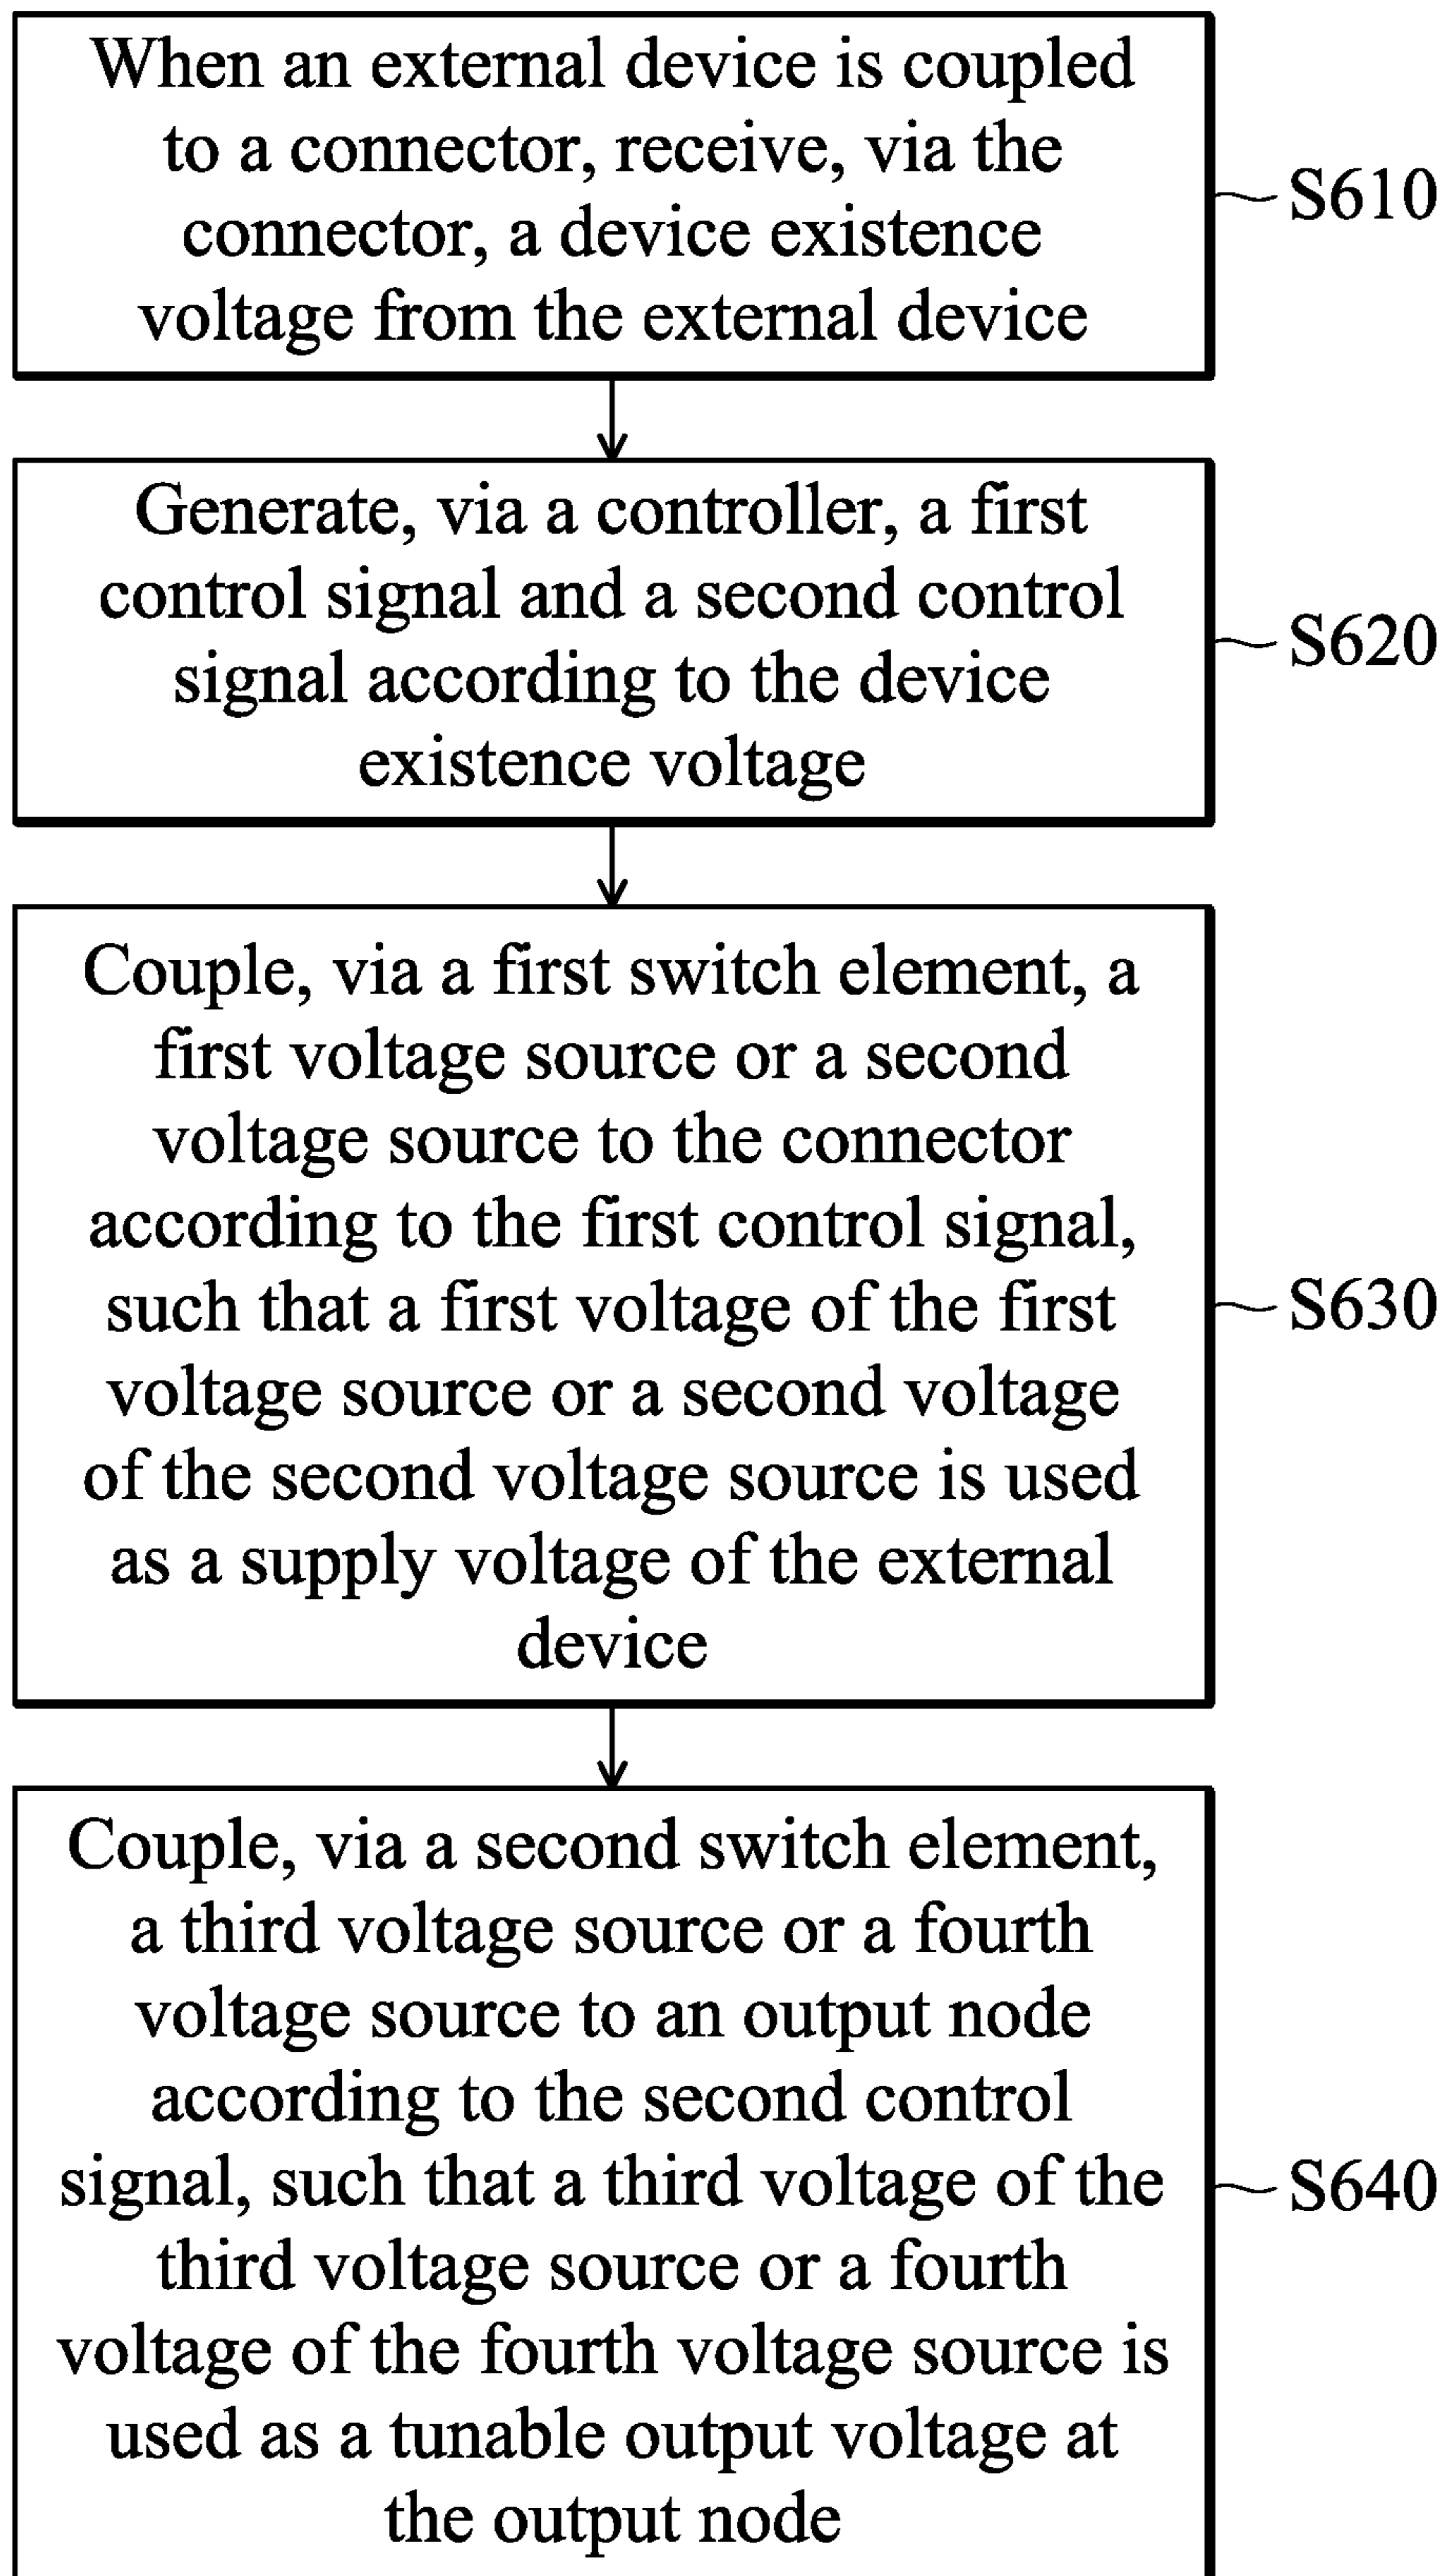 When an external device is coupled
to a connector, receive, via the
connector, a device existence
voltage from the external device
S610
Generate, via a controller, a first
control signal and a second control
signal according to the device
existence voltage
S620
Couple, via a first switch element, a
first voltage source or a second
voltage source to the connector
according to the first control signal,
such that a first voltage of the first
voltage source or a second voltage
of the second voltage source is used
as a supply voltage of the external
device
S630
Couple, via a second switch element,
a third voltage source or a fourth
voltage source to an output node
according to the second control
signal, such that a third voltage of the
third voltage source or a fourth
voltage of the fourth voltage source is
used as a tunable output voltage at
the output node
S640